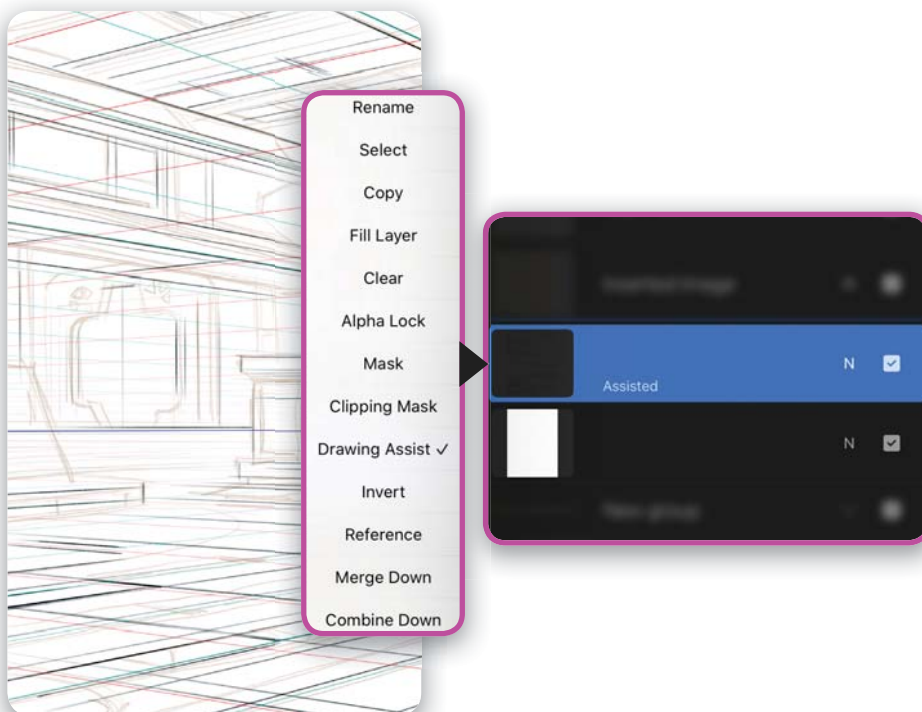 Rename
Select
Copy
Fill Layer
Clear
Alpha Lock
Mask
Clipping Mask
Drawing Assist ✓
Invert
Reference
Merge Down
Combine Down
N
Assisted
N